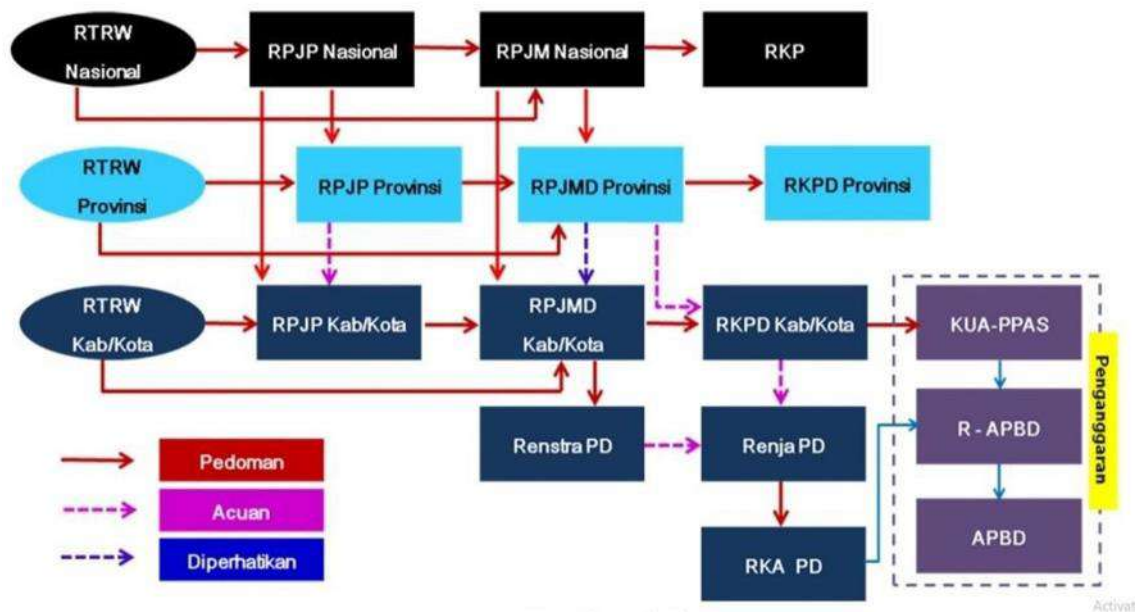 RTRW
Nasional
RPJP Nasional
RPJM Nasional
RKP
RTRW
Provinsi
RPJP Provinsi
RPJMD Provinsi
RKPD Provinsi
RTRW
Kab/Kota
RPJP Kab/Kota
RPJMD
Kab/Kota
RKPD Kab/Kota
KUA-PPAS
Penganggaran
Renstra PD
Renja PD
R - APBD
Pedoman
Acuan
Diperhatikan
RKA PD
APBD
Activat